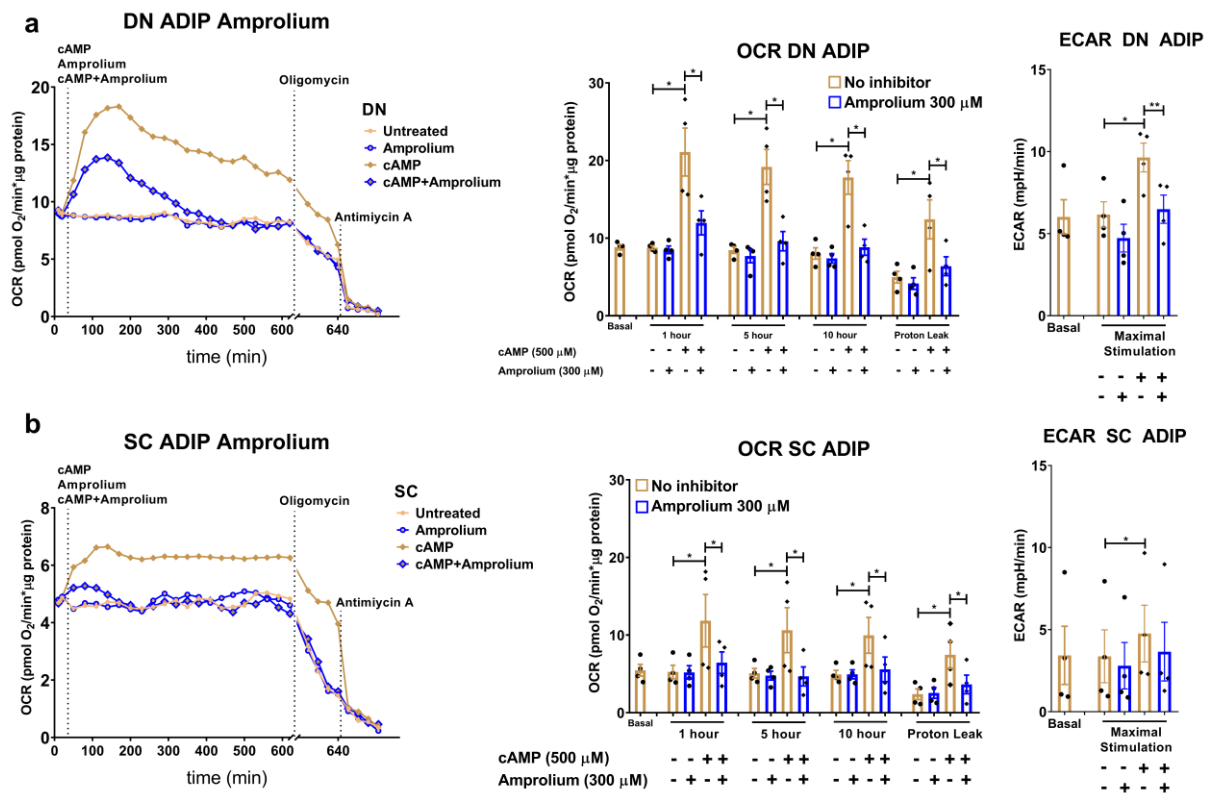 a
DN ADIP Amprolium
cAMP
Amprolium
cAMP+Amprolium
Oligomycin
Antimiycin A
DN
Untreated
Amprolium
cAMP
cAMP+Amprolium
OCR (pmol O2/min*µg protein)
20
15
10
5
0
0 100 200 300 400 500 600 640
time (min)
OCR DN ADIP
No inhibitor
Amprolium 300 µM
OCR (pmol O2/min*µg protein)
30
20
10
0
* * * * * * * *
Basal
1 hour 5 hour 10 hour Proton Leak
cAMP (500 µM) - - + + - - + + - - + + - - + +
Amprolium (300 µM) - + - + - + - + - + - + - + - +
ECAR DN ADIP
ECAR (mpH/min)
15
10
5
0
* **
Basal
Maximal
Stimulation
- - + +
- + - +
b
SC ADIP Amprolium
cAMP
Amprolium
cAMP+Amprolium
Oligomycin
Antimiycin A
SC
Untreated
Amprolium
cAMP
cAMP+Amprolium
OCR (pmol O2/min*µg protein)
8
6
4
2
0
0 100 200 300 400 500 600 640
time (min)
OCR SC ADIP
No inhibitor
Amprolium 300 µM
OCR (pmol O2/min*µg protein)
30
20
10
0
* * * * * * * *
Basal
1 hour 5 hour 10 hour Proton Leak
cAMP (500 µM) - - + + - - + + - - + + - - + +
Amprolium (300 µM) - + - + - + - + - + - + - + - +
ECAR SC ADIP
ECAR (mpH/min)
15
10
5
0
*
Basal
Maximal
Stimulation
- - + +
- + - +